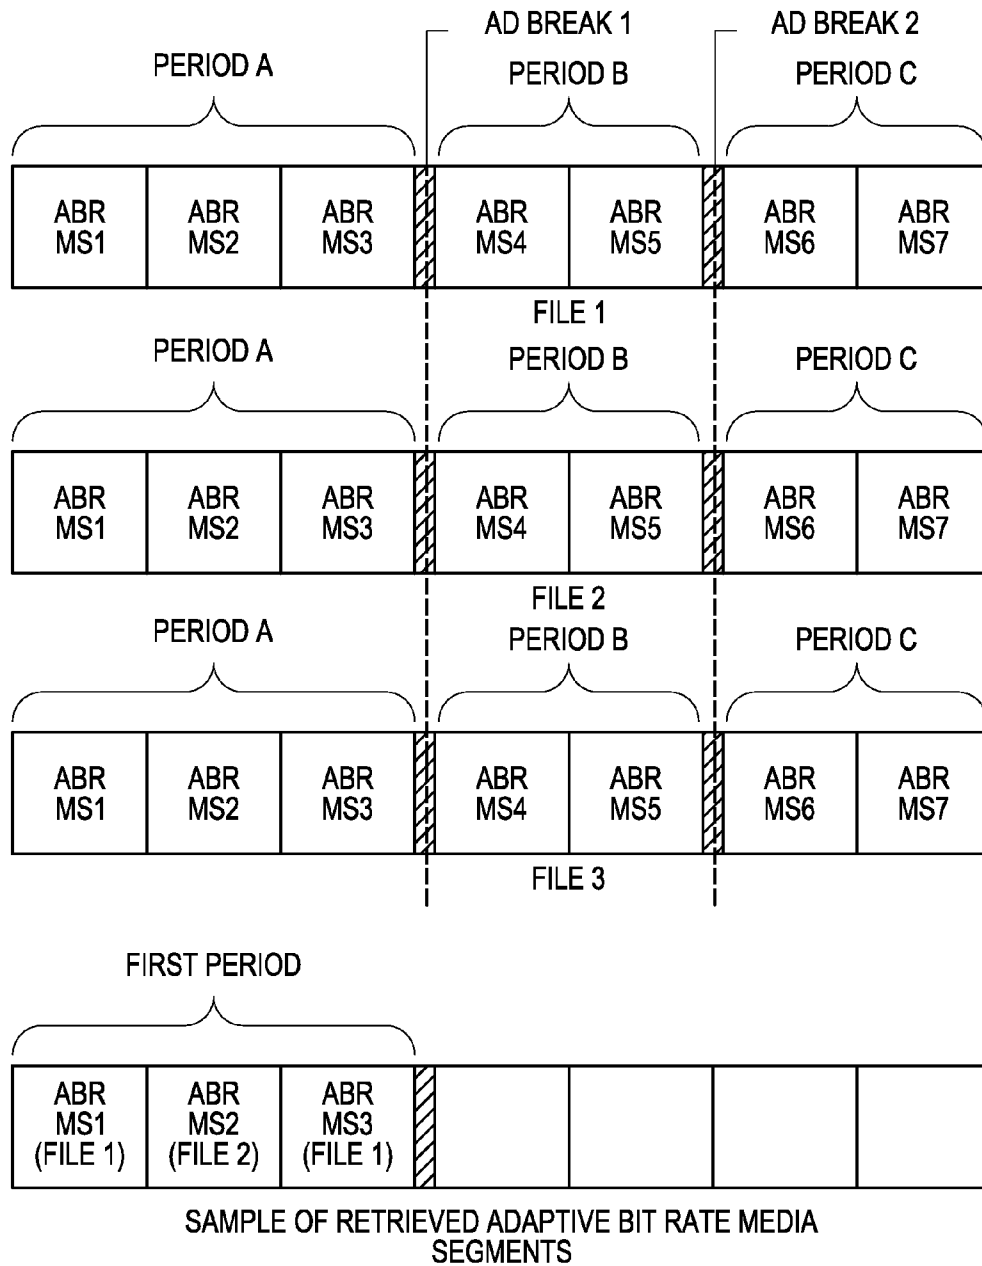 AD BREAK 1
AD BREAK 2
PERIOD A
PERIOD B
PERIOD C
ABR
MS1
ABR
MS2
ABR
MS3
ABR
MS4
ABR
MS5
ABR
MS6
ABR
MS7
FILE 1
PERIOD A
PERIOD B
PERIOD C
ABR
MS1
ABR
MS2
ABR
MS3
ABR
MS4
ABR
MS5
ABR
MS6
ABR
MS7
FILE 2
PERIOD A
PERIOD B
PERIOD C
ABR
MS1
ABR
MS2
ABR
MS3
ABR
MS4
ABR
MS5
ABR
MS6
ABR
MS7
FILE 3
FIRST PERIOD
ABR
MS1
(FILE 1)
ABR
MS2
(FILE 2)
ABR
MS3
(FILE 1)
SAMPLE OF RETRIEVED ADAPTIVE BIT RATE MEDIA
SEGMENTS